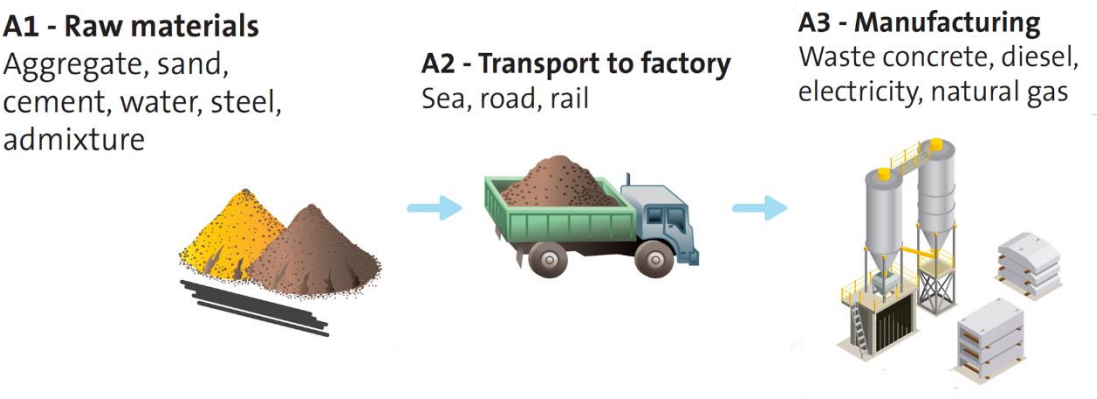 A1 - Raw materials
Aggregate, sand,
cement, water, steel,
admixture
A2 - Transport to factory
Sea, road, rail
A3 - Manufacturing
Waste concrete, diesel,
electricity, natural gas